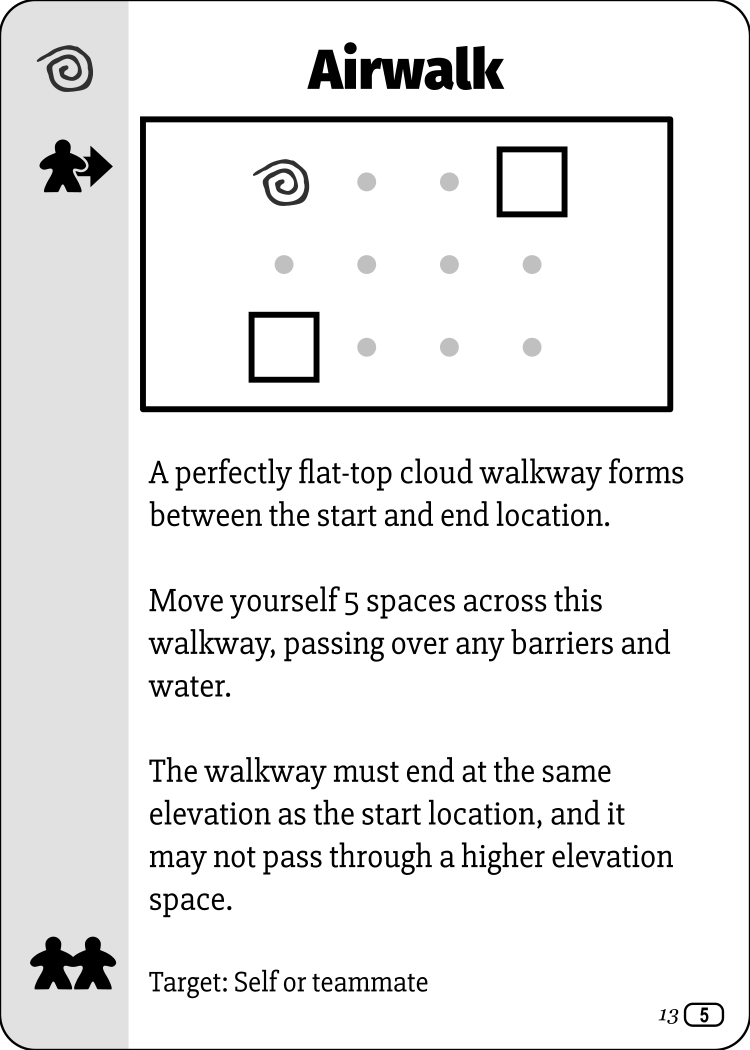 Airwalk
A perfectly flat-top cloud walkway forms
between the start and end location.
Move yourself 5 spaces across this
walkway, passing over any barriers and
water.
The walkway must end at the same
elevation as the start location, and it
may not pass through a higher elevation
space.
Target: Self or teammate
13 5